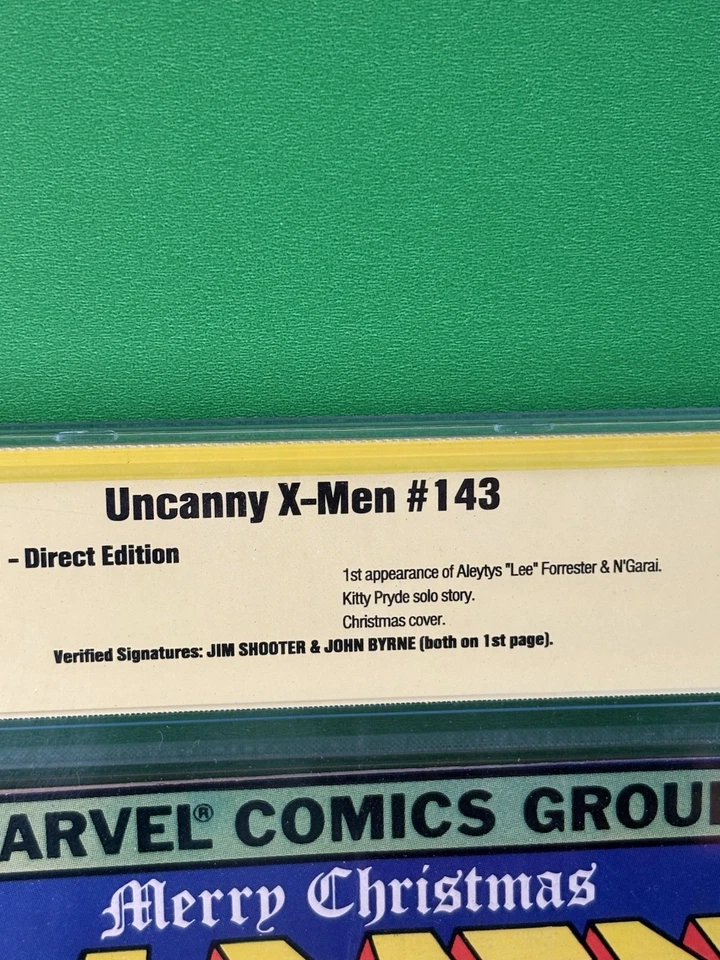 Uncanny X-Men #143
- Direct Edition
1st appearance of Aleytys "Lee" Forrester & N'Garai.
Kitty Pryde solo story.
Christmas cover.
Verified Signatures: JIM SHOOTER & JOHN BYRNE (both on 1st page).
ARVEL® COMICS GROU
Merry Christmas